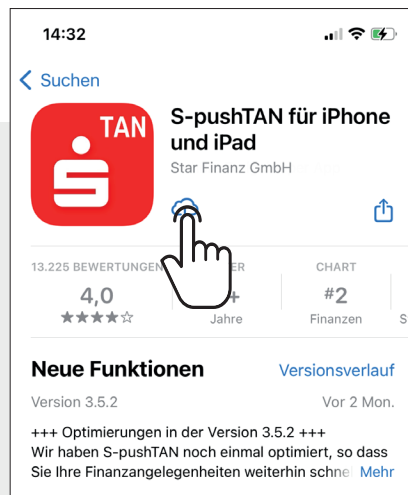 14:32
Suchen
TAN
S-pushTAN für iPhone
und iPad
Star Finanz GmbH
13.225 BEWERTUNGEN
CHART
4,0
#2
Jahre
Finanzen
S
Neue Funktionen
Versionsverlauf
Version 3.5.2
Vor 2 Mon.
+++ Optimierungen in der Version 3.5.2 +++
Wir haben S-pushTAN noch einmal optimiert, so dass
Sie Ihre Finanzangelegenheiten weiterhin schne Mehr